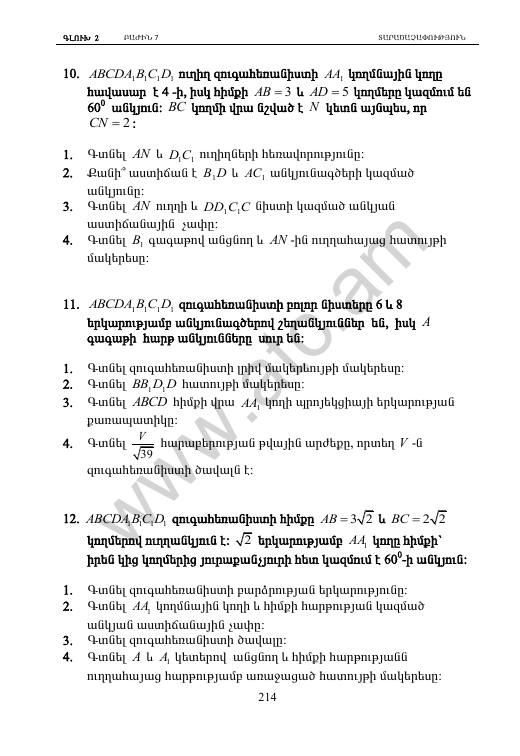 ԳԼՈՒԽ 2 ԲԱԺԻՆ 7 ՏԱՐԱԾԱՉԱՓՈՒԹՅՈՒՆ
10. ABCDA₁B₁C₁D₁ ուղիղ զուգահեռանիստի AA₁ կողմնային կողը
հավասար է 4 -ի, իսկ հիմքի AB = 3 և AD = 5 կողմերը կազմում են
60⁰ անկյուն: BC կողմի վրա նշված է N կետն այնպես, որ
CN = 2 :
1. Գտնել AN և D₁C₁ ուղիղների հեռավորությունը:
2. Քանի՞ աստիճան է B₁D և AC₁ անկյունագծերի կազմած
անկյունը:
3. Գտնել AN ուղղի և DD₁C₁C նիստի կազմած անկյան
աստիճանային չափը:
4. Գտնել B₁ գագաթով անցնող և AN -ին ուղղահայաց հատույթի
մակերեսը:
11. ABCDA₁B₁C₁D₁ զուգահեռանիստի բոլոր նիստերը 6 և 8
երկարությամբ անկյունագծերով շեղանկյուններ են, իսկ A
գագաթի հարթ անկյունները սուր են:
1. Գտնել զուգահեռանիստի լրիվ մակերեույթի մակերեսը:
2. Գտնել BB₁D₁D հատույթի մակերեսը:
3. Գտնել ABCD հիմքի վրա AA₁ կողի պրոյեկցիայի երկարության
քառապատիկը:
4. Գտնել V/√39 հարաբերության թվային արժեքը, որտեղ V -ն
զուգահեռանիստի ծավալն է:
12. ABCDA₁B₁C₁D₁ զուգահեռանիստի հիմքը AB = 3√2 և BC = 2√2
կողմերով ուղղանկյուն է: √2 երկարությամբ AA₁ կողը հիմքի՝
իրեն կից կողմերից յուրաքանչյուրի հետ կազմում է 60⁰-ի անկյուն:
1. Գտնել զուգահեռանիստի բարձրության երկարությունը:
2. Գտնել AA₁ կողմնային կողի և հիմքի հարթության կազմած
անկյան աստիճանային չափը:
3. Գտնել զուգահեռանիստի ծավալը:
4. Գտնել A և A₁ կետերով անցնող և հիմքի հարթությանն
ուղղահայաց հարթությամբ առաջացած հատույթի մակերեսը:
214
www.atc.am